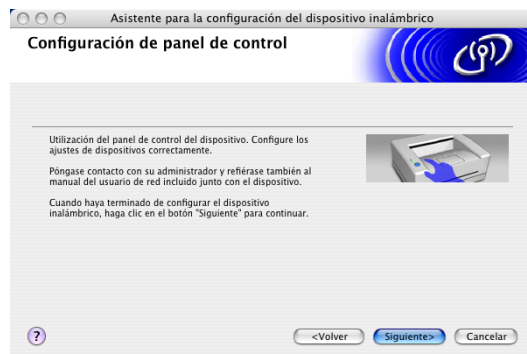 Asistente para la configuración del dispositivo inalámbrico
Configuración de panel de control
Utilización del panel de control del dispositivo. Configure los
ajustes de dispositivos correctamente.
Póngase contacto con su administrador y refiérase también al
manual del usuario de red incluido junto con el dispositivo.
Cuando haya terminado de configurar el dispositivo
inalámbrico, haga clic en el botón "Siguiente" para continuar.
?
<Volver
Siguiente>
Cancelar